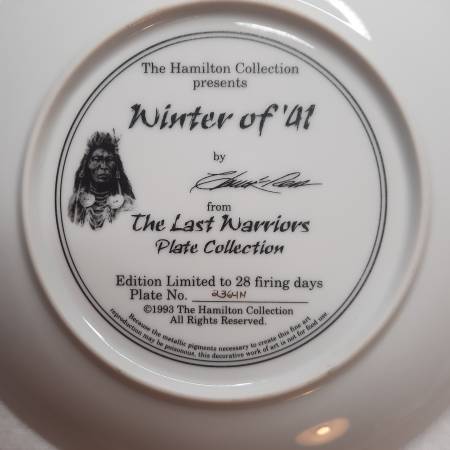 The Hamilton Collection
presents
Winter of '41
by
from
The Last Warriors
Plate Collection
Edition Limited to 28 firing days
Plate No. 2364N
©1993 The Hamilton Collection
All Rights Reserved.
Because the metallic pigments necessary to create this fine art
reproduction may be poisonous, this decorative work of art is not for food use